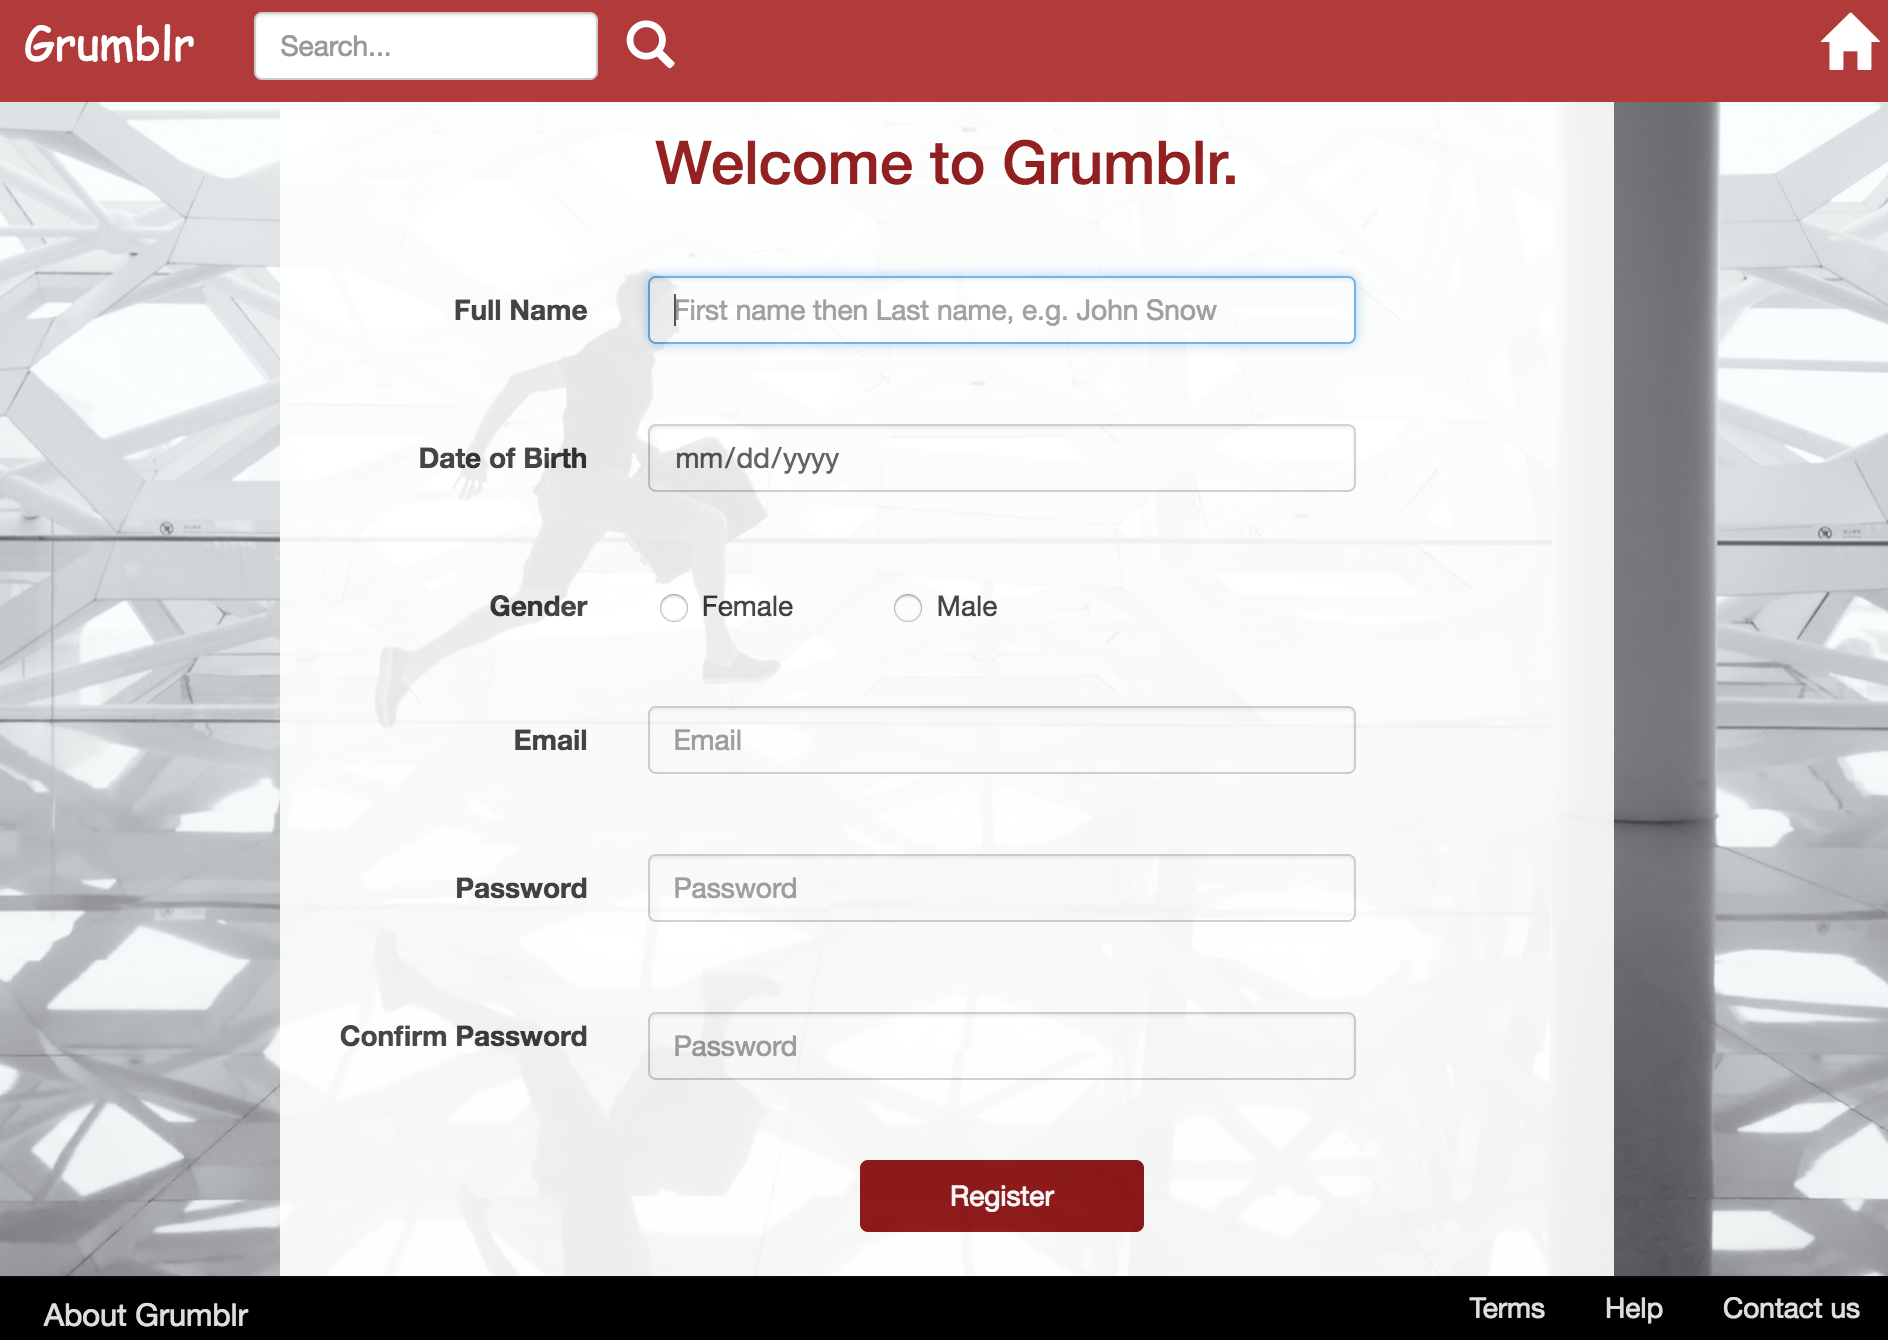 Grumblr Search...
Welcome to Grumblr.
Full Name First name then Last name, e.g. John Snow
Date of Birth mm/dd/yyyy
Gender Female Male
Email Email
Password Password
Confirm Password Password
Register
About Grumblr Terms Help Contact us